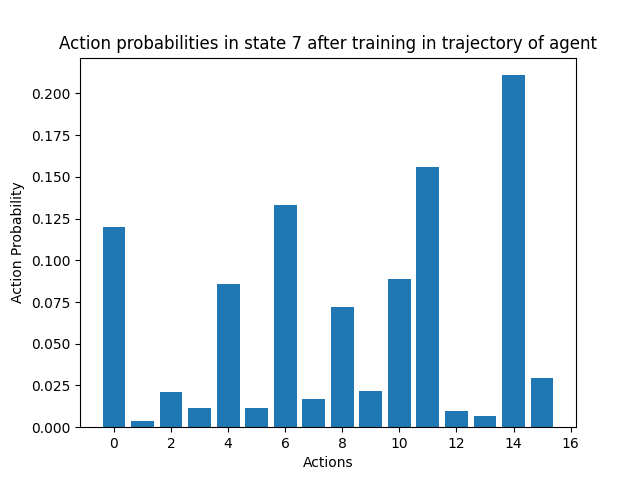 Action probabilities in state 7 after training in trajectory of agent
0.200
0.175
0.150
0.125
0.100
0.075
0.050
0.025
0.000
Action Probability
0 2 4 6 8 10 12 14 16
Actions